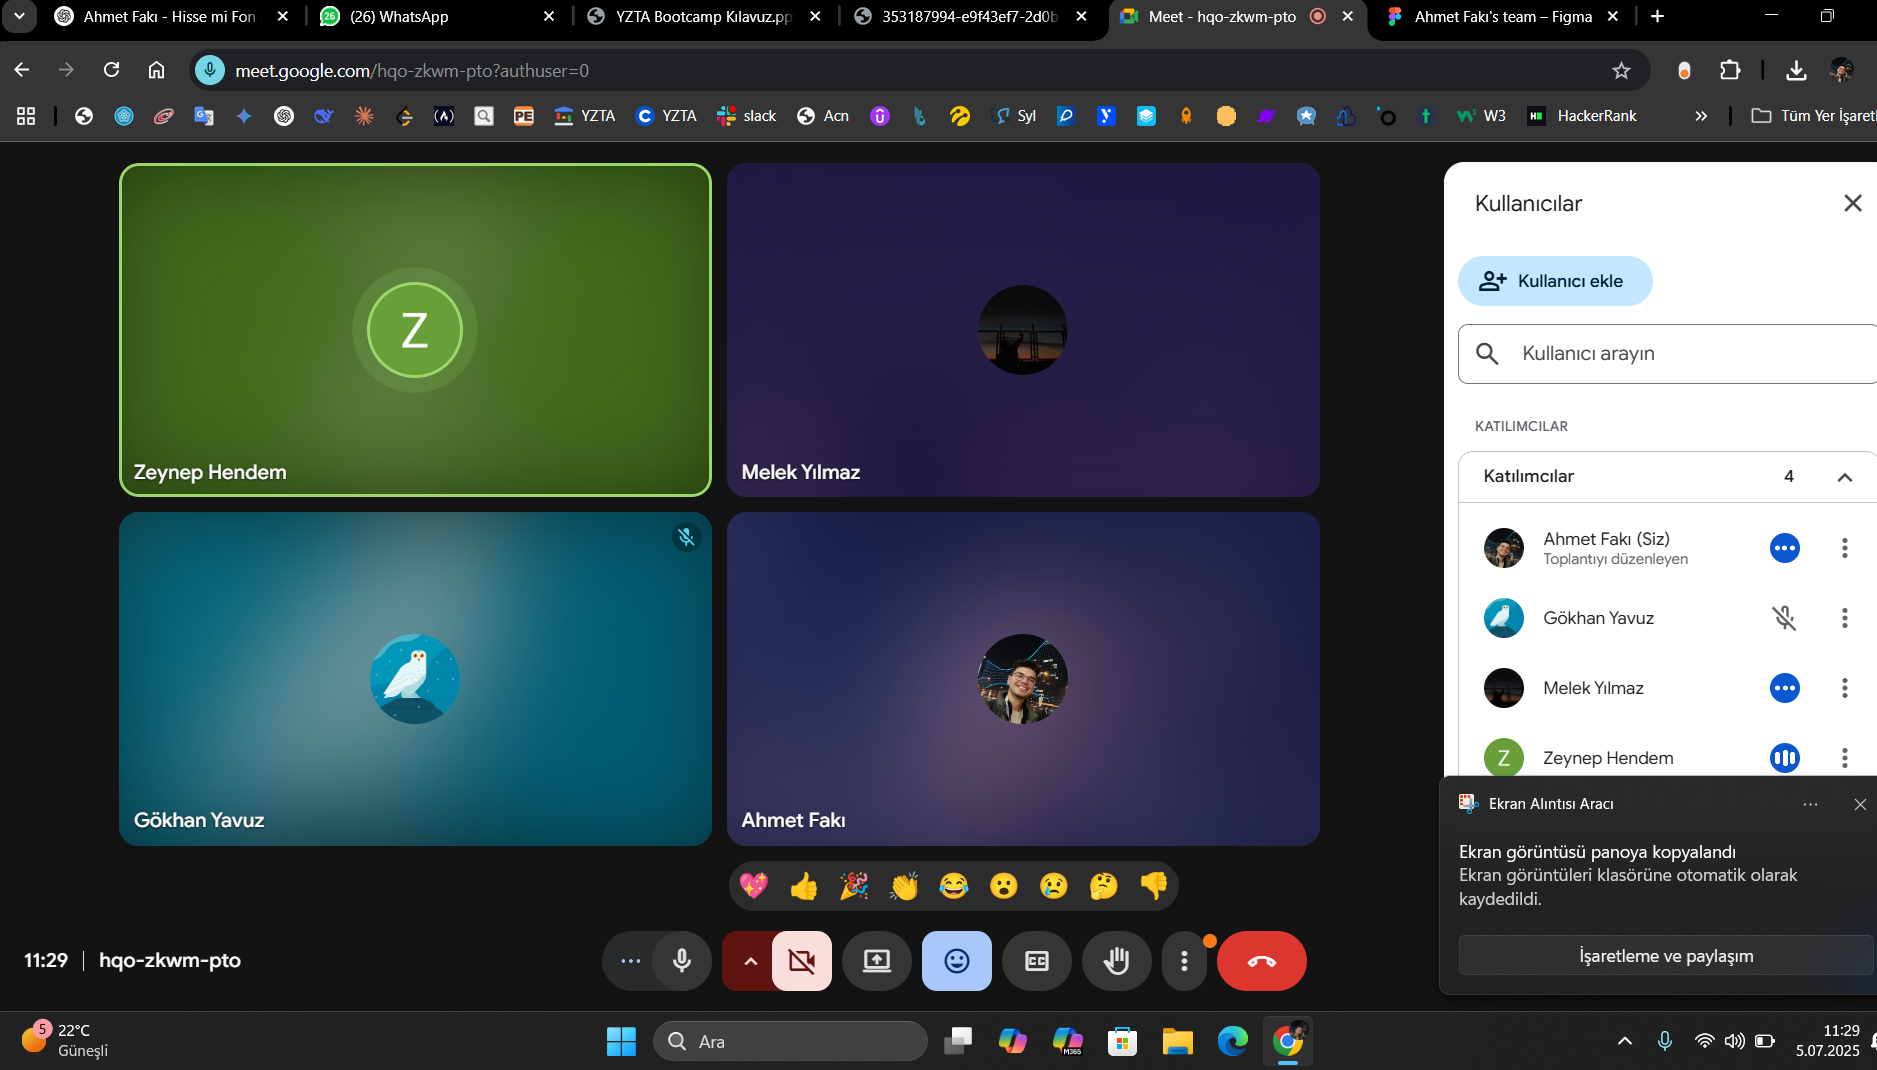 Ahmet Fakı - Hisse mi Fon
26
(26) WhatsApp
YZTA Bootcamp Kılavuz.pp
353187994-e9f43ef7-2d0b
Meet - hqo-zkwm-pto
Ahmet Fakı's team – Figma
meet.google.com/hqo-zkwm-pto?authuser=0
PE
YZTA
YZTA
slack
Acn
Syl
W3
HackerRank
Tüm Yer İşaretl
Z
Zeynep Hendem
Melek Yılmaz
Gökhan Yavuz
Ahmet Fakı
Kullanıcılar
Kullanıcı ekle
Kullanıcı arayın
KATILIMCILAR
Katılımcılar 4
Ahmet Fakı (Siz)
Toplantıyı düzenleyen
Gökhan Yavuz
Melek Yılmaz
Z Zeynep Hendem
Ekran Alıntısı Aracı
Ekran görüntüsü panoya kopyalandı
Ekran görüntüleri klasörüne otomatik olarak
kaydedildi.
İşaretleme ve paylaşım
11:29 | hqo-zkwm-pto
CC
5
22°C
Güneşli
Ara
M365
11:29
5.07.2025